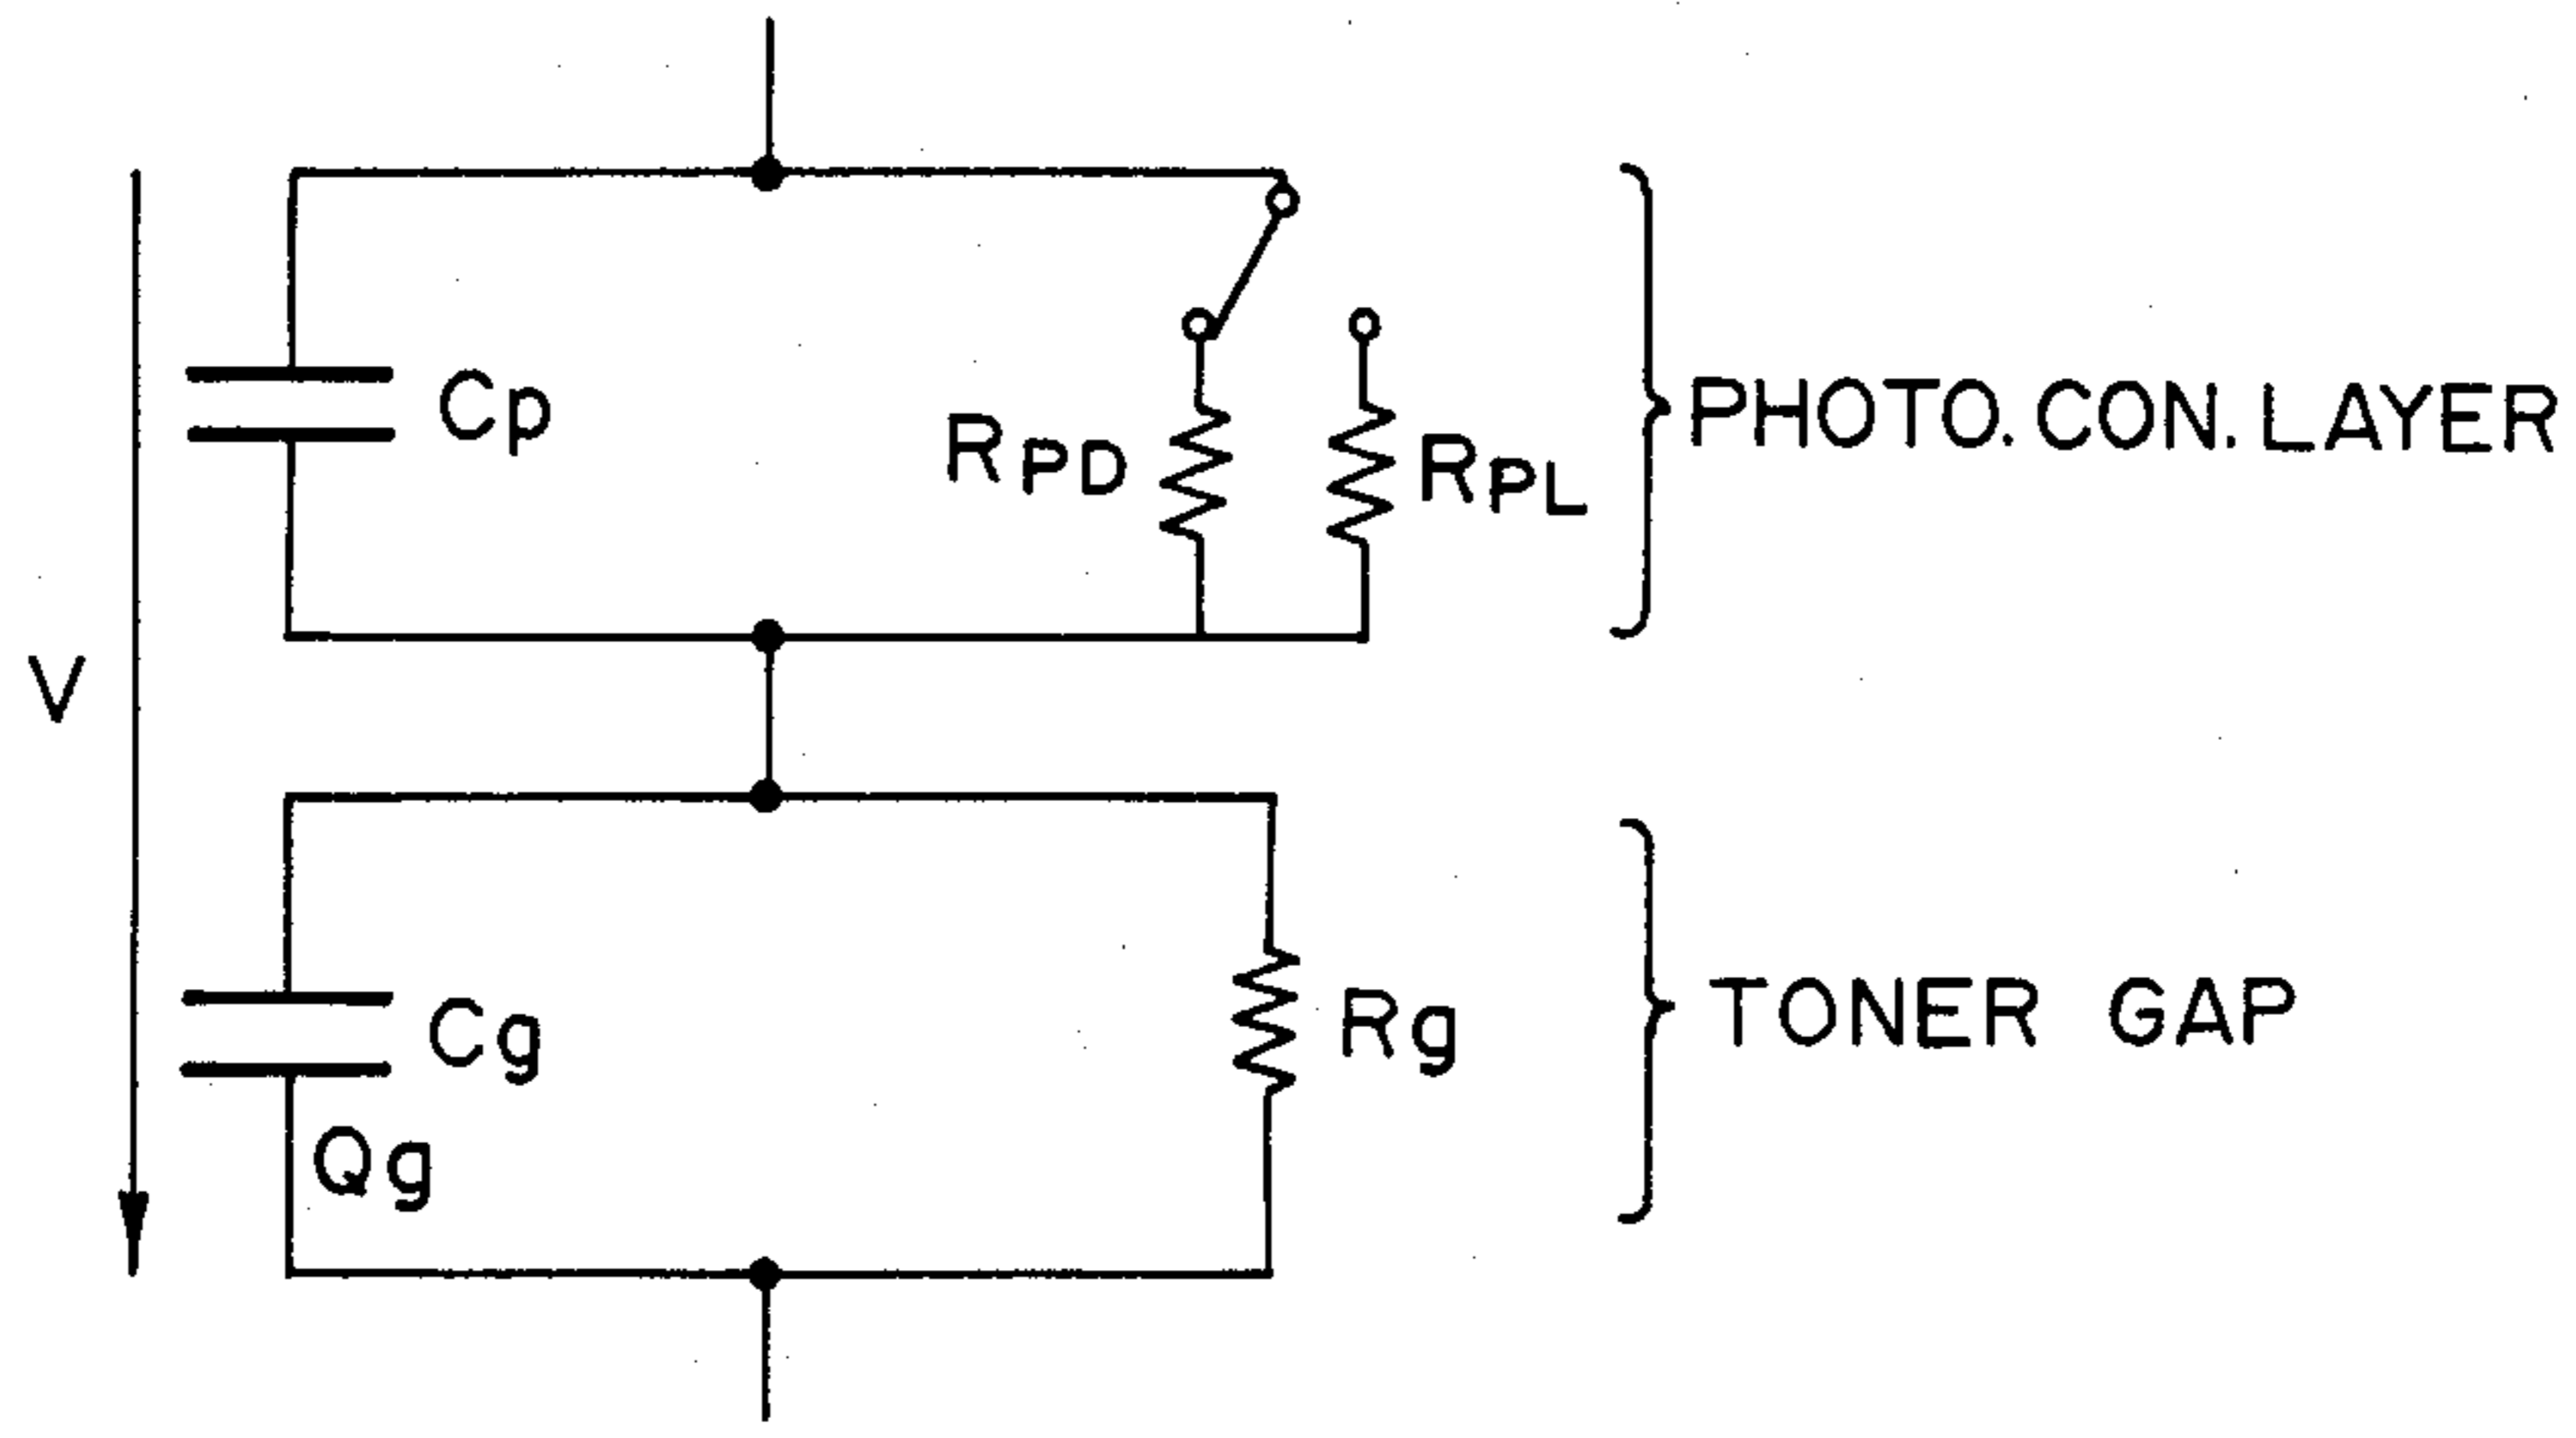 Cp
RPD
RPL
PHOTO. CON. LAYER
V
Cg
Rg
TONER GAP
Qg